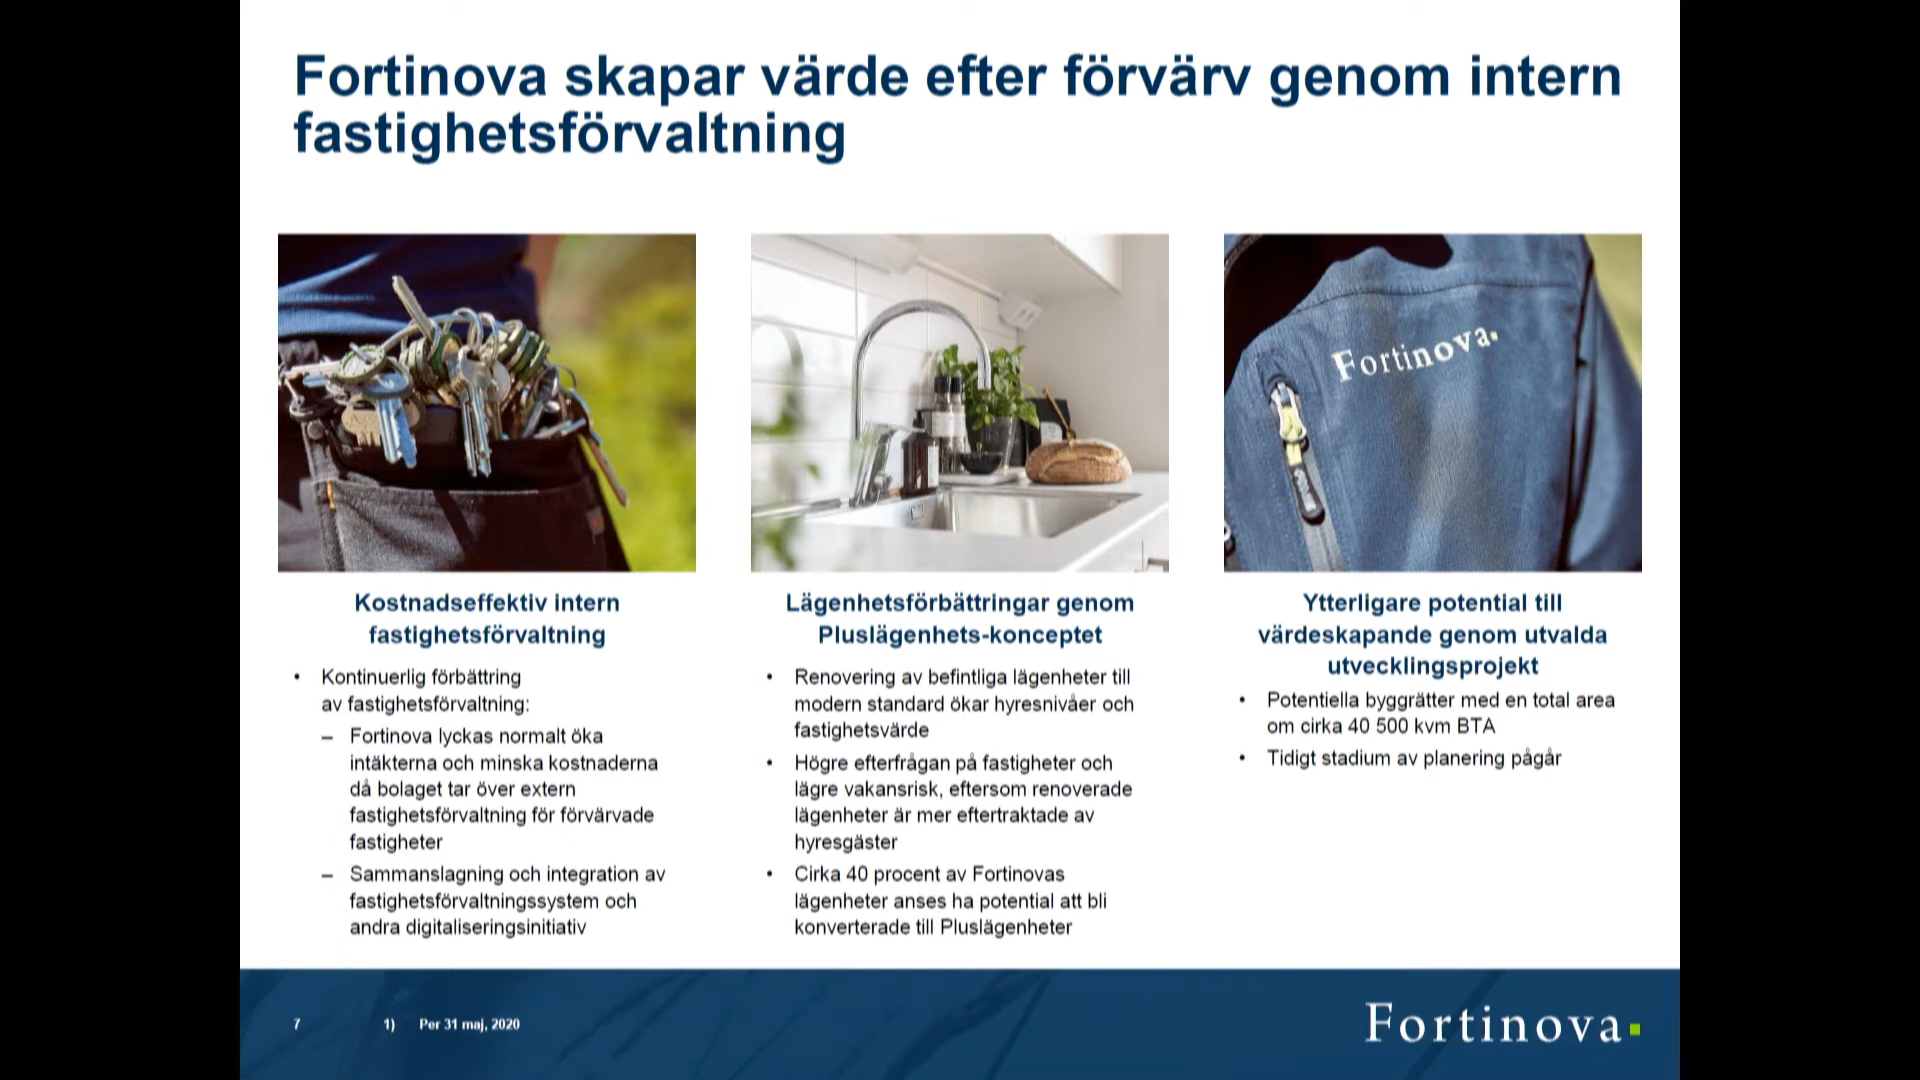 Fortinova skapar värde efter förvärv genom intern
fastighetsförvaltning
Fortinova
Kostnadseffektiv intern
fastighetsförvaltning
• Kontinuerlig förbättring
av fastighetsförvaltning:
– Fortinova lyckas normalt öka
intäkterna och minska kostnaderna
då bolaget tar över extern
fastighetsförvaltning för förvärvade
fastigheter
– Sammanslagning och integration av
fastighetsförvaltningssystem och
andra digitaliseringsinitiativ
Lägenhetsförbättringar genom
Pluslägenhets-konceptet
• Renovering av befintliga lägenheter till
modern standard ökar hyresnivåer och
fastighetsvärde
• Högre efterfrågan på fastigheter och
lägre vakansrisk, eftersom renoverade
lägenheter är mer eftertraktade av
hyresgäster
• Cirka 40 procent av Fortinovas
lägenheter anses ha potential att bli
konverterade till Pluslägenheter
Ytterligare potential till
värdeskapande genom utvalda
utvecklingsprojekt
• Potentiella byggrätter med en total area
om cirka 40 500 kvm BTA
• Tidigt stadium av planering pågår
7 1) Per 31 maj, 2020
Fortinova